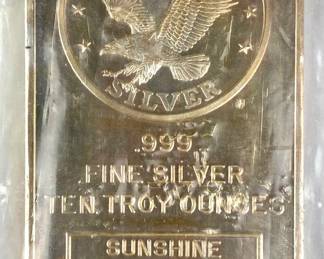 SILVER
.999
FINE SILVER
TEN TROY OUNCES
SUNSHINE